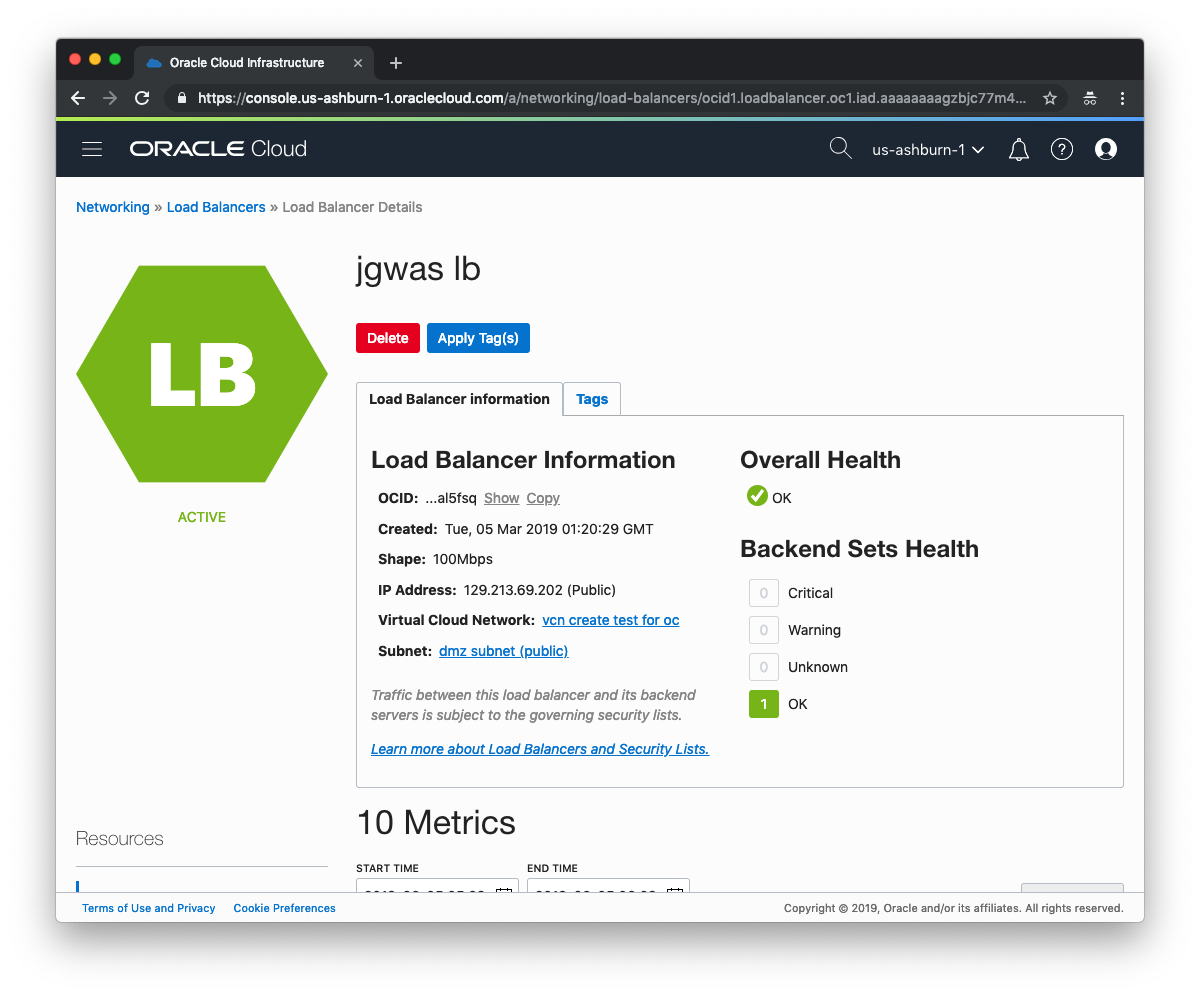 Oracle Cloud Infrastructure
https://console.us-ashburn-1.oraclecloud.com/a/networking/load-balancers/ocid1.loadbalancer.oc1.iad.aaaaaaaagzbjc77m4...
ORACLE Cloud
us-ashburn-1
Networking » Load Balancers » Load Balancer Details
LB
ACTIVE
jgwas lb
Delete Apply Tag(s)
Load Balancer information Tags
Load Balancer Information
OCID: ...al5fsq Show Copy
Created: Tue, 05 Mar 2019 01:20:29 GMT
Shape: 100Mbps
IP Address: 129.213.69.202 (Public)
Virtual Cloud Network: vcn create test for oc
Subnet: dmz subnet (public)
Traffic between this load balancer and its backend
servers is subject to the governing security lists.
Learn more about Load Balancers and Security Lists.
Overall Health
OK
Backend Sets Health
0 Critical
0 Warning
0 Unknown
1 OK
Resources
10 Metrics
START TIME END TIME
Terms of Use and Privacy Cookie Preferences
Copyright © 2019, Oracle and/or its affiliates. All rights reserved.